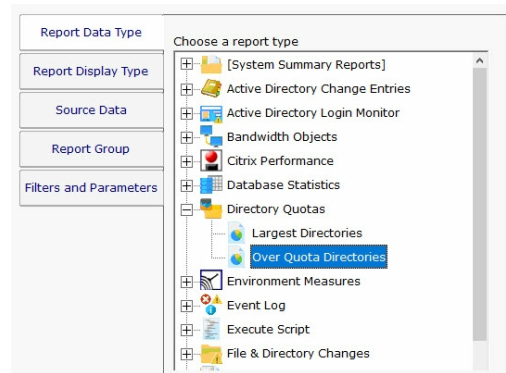 Report Data Type
Report Display Type
Source Data
Report Group
Filters and Parameters
Choose a report type
[System Summary Reports]
Active Directory Change Entries
Active Directory Login Monitor
Bandwidth Objects
Citrix Performance
Database Statistics
Directory Quotas
Largest Directories
Over Quota Directories
Environment Measures
Event Log
Execute Script
File & Directory Changes